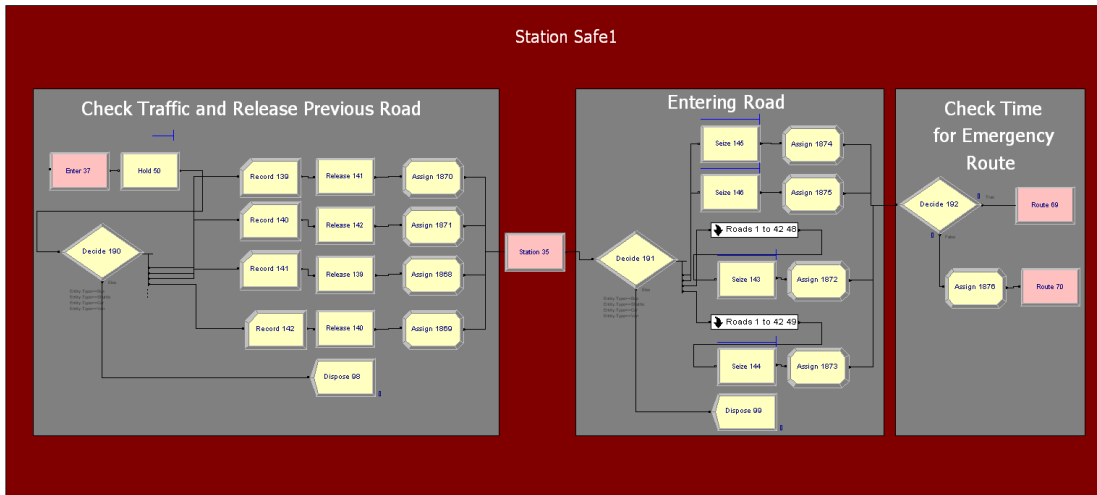 Station Safe1
Check Traffic and Release Previous Road
Enter 37
Hold 50
Record 139
Release 141
Assign 1870
Record 140
Release 142
Assign 1871
Decide 190
Record 141
Release 139
Assign 1868
Record 142
Release 140
Assign 1869
Dispose 98
Station 35
Entering Road
Seize 145
Assign 1874
Seize 146
Assign 1875
Roads 1 to 42 48
Decide 191
Seize 143
Assign 1872
Roads 1 to 42 49
Seize 144
Assign 1873
Dispose 99
Check Time
for Emergency
Route
Decide 192
True
Route 69
False
Assign 1876
Route 70